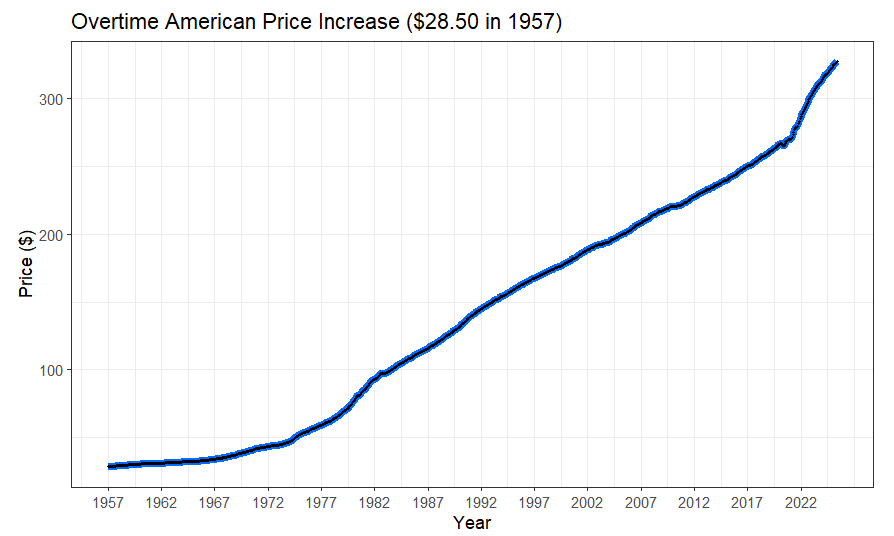 Overtime American Price Increase ($28.50 in 1957)
300
200
100
Price ($)
1957 1962 1967 1972 1977 1982 1987 1992 1997 2002 2007 2012 2017 2022
Year